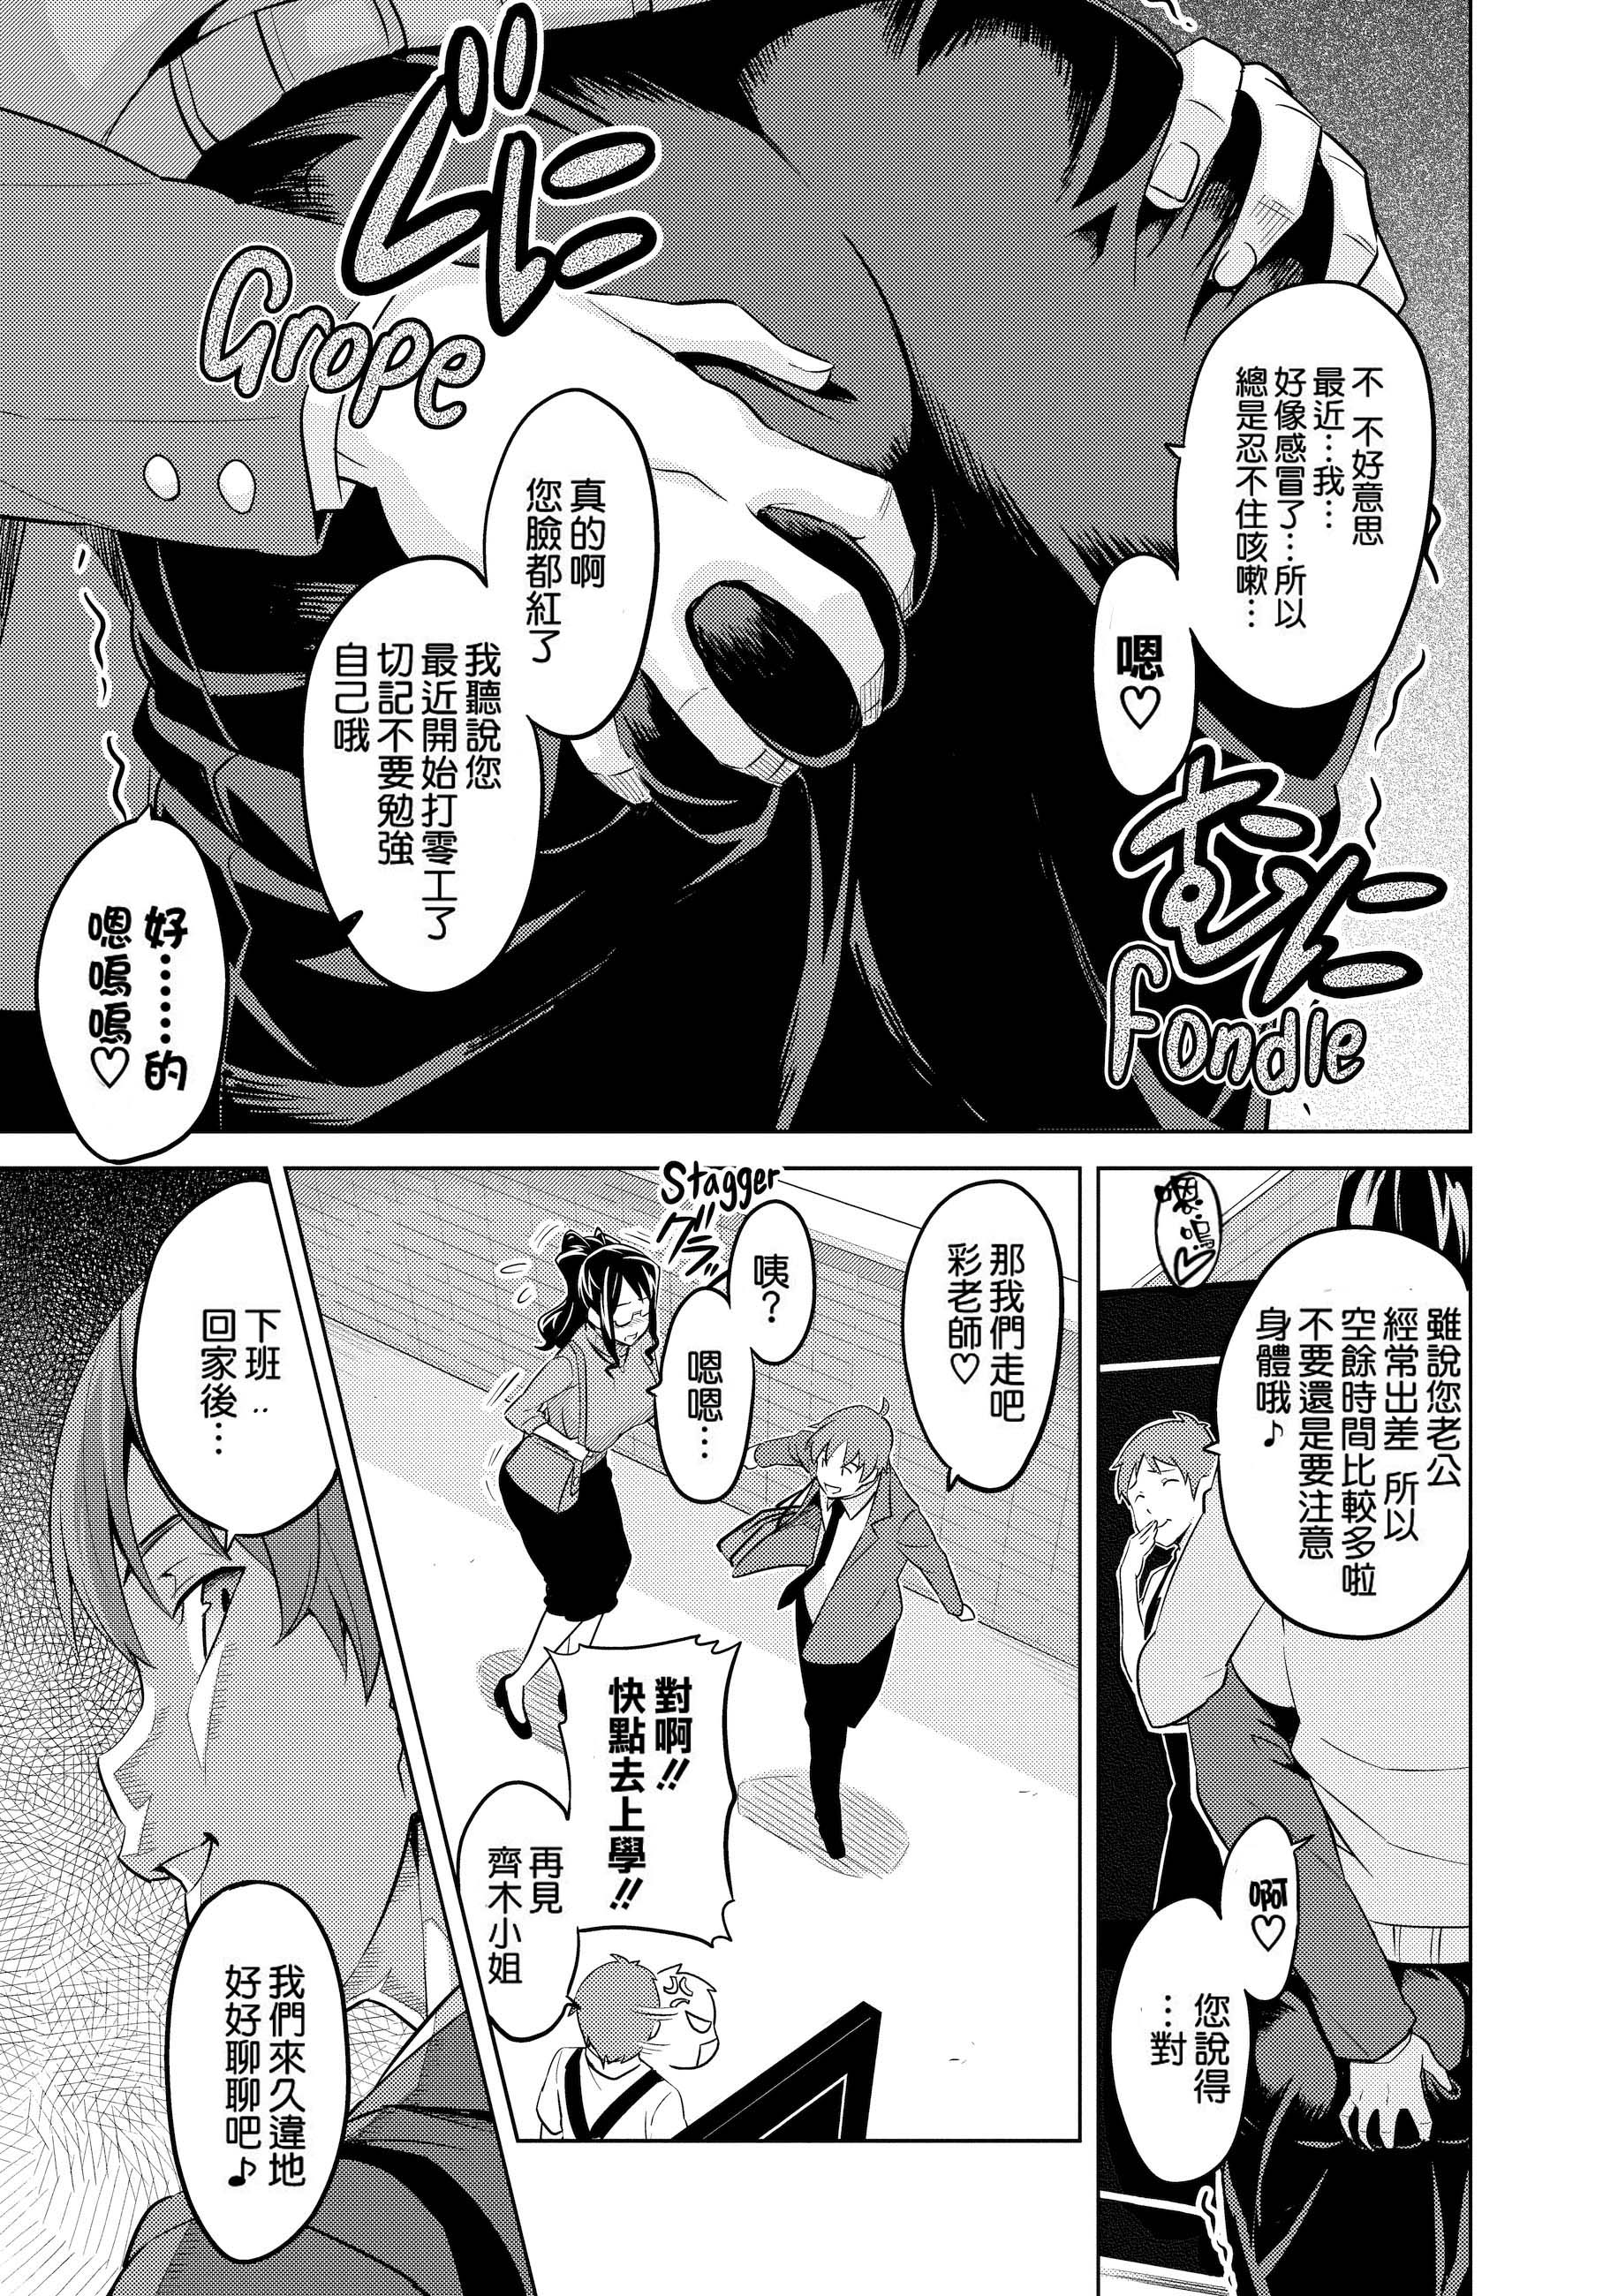 不 不好意思
最近…我…
好像感冒了…所以
總是忍不住咳嗽…
嗯♡
ぐに
Grope
真的啊
您臉都紅了
我聽說您
最近開始打零工了
切記不要勉強
自己哦
fondle
好………的
嗯嗚嗚♡
嗯嗚♡
雖說您老公
經常出差 所以
空餘時間比較多啦
不要還是要注意
身體哦♪
啊♡
您說得
…對
那我們走吧
彩老師♡
咦？
嗯嗯…
Stagger
グラッ
對啊!!
快點去上學!!
再見
齊木小姐
下班..
回家後…
我們來久違地
好好聊聊吧♪